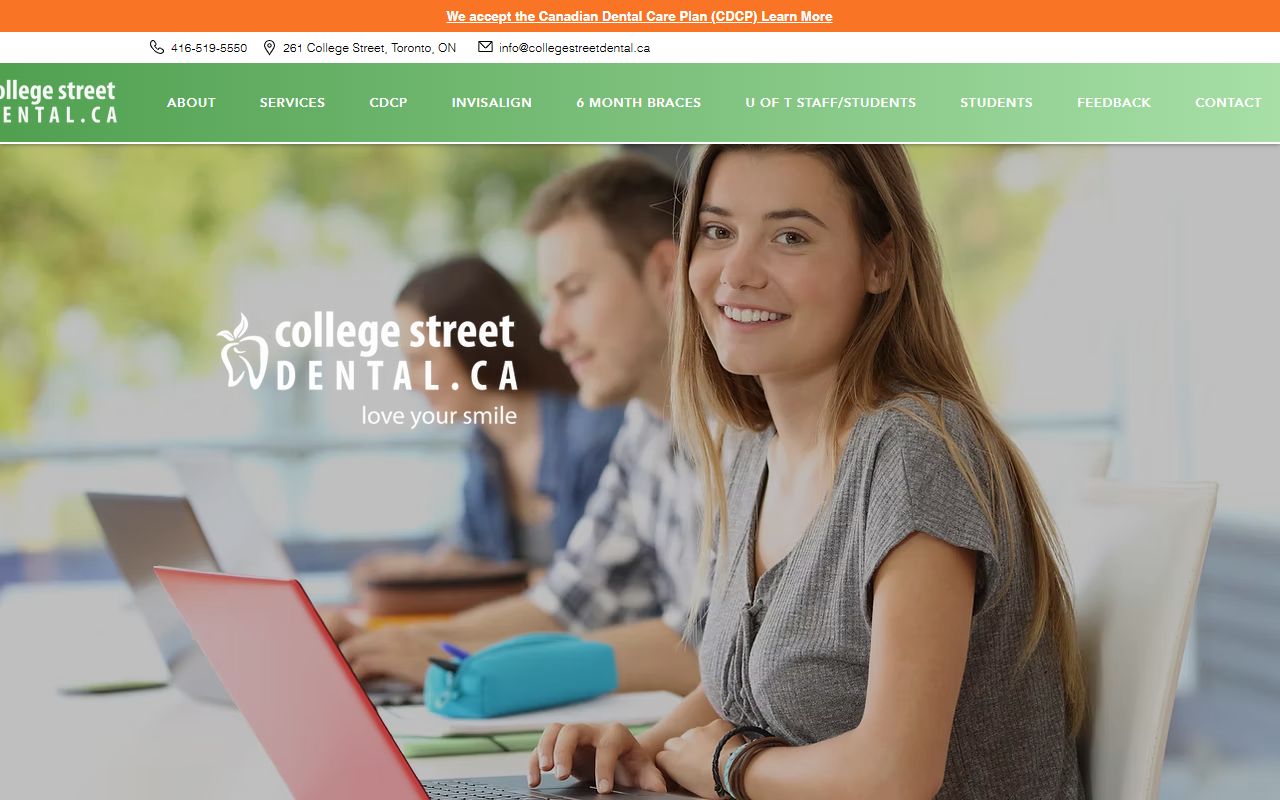 We accept the Canadian Dental Care Plan (CDCP) Learn More
416-519-5550 261 College Street, Toronto, ON info@collegestreetdental.ca
ollege street
ENTAL.CA
ABOUT SERVICES CDCP INVISALIGN 6 MONTH BRACES U OF T STAFF/STUDENTS STUDENTS FEEDBACK CONTACT
college street
DENTAL.CA
love your smile